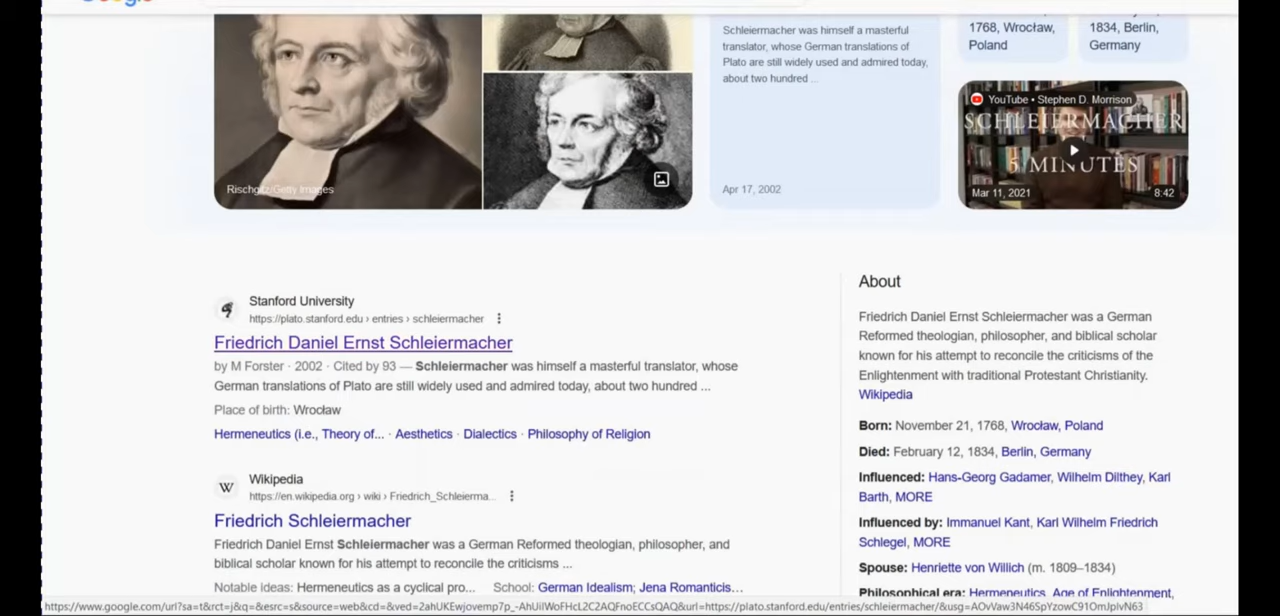 Google
Schleiermacher was himself a masterful
translator, whose German translations of
Plato are still widely used and admired today,
about two hundred ...
Apr 17, 2002
1768, Wrocław,
Poland
1834, Berlin,
Germany
YouTube • Stephen D. Morrison
SCHLEIERMACHER
5 MINUTES
Mar 11, 2021
8:42
Rischgitz/Getty Images
Stanford University
https://plato.stanford.edu › entries › schleiermacher
Friedrich Daniel Ernst Schleiermacher
by M Forster · 2002 · Cited by 93 — Schleiermacher was himself a masterful translator, whose
German translations of Plato are still widely used and admired today, about two hundred ...
Place of birth: Wrocław
Hermeneutics (i.e., Theory of... · Aesthetics · Dialectics · Philosophy of Religion
Wikipedia
https://en.wikipedia.org › wiki › Friedrich_Schleierma...
Friedrich Schleiermacher
Friedrich Daniel Ernst Schleiermacher was a German Reformed theologian, philosopher, and
biblical scholar known for his attempt to reconcile the criticisms ...
Notable ideas: Hermeneutics as a cyclical pro... School: German Idealism; Jena Romanticis...
About
Friedrich Daniel Ernst Schleiermacher was a German
Reformed theologian, philosopher, and biblical scholar
known for his attempt to reconcile the criticisms of the
Enlightenment with traditional Protestant Christianity.
Wikipedia
Born: November 21, 1768, Wrocław, Poland
Died: February 12, 1834, Berlin, Germany
Influenced: Hans-Georg Gadamer, Wilhelm Dilthey, Karl
Barth, MORE
Influenced by: Immanuel Kant, Karl Wilhelm Friedrich
Schlegel, MORE
Spouse: Henriette von Willich (m. 1809–1834)
Philosophical era: Hermeneutics, Age of Enlightenment,